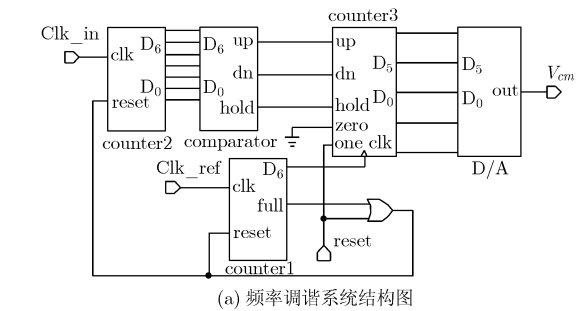 counter3
Clk_in
clk
D6
D0
reset
counter2
D6
D0
up
dn
hold
comparator
up
dn
D5
D0
hold
zero
one clk
D5
D0
out
D/A
Vcm
Clk_ref
clk
D6
full
reset
counter1
reset
(a) 频率调谐系统结构图